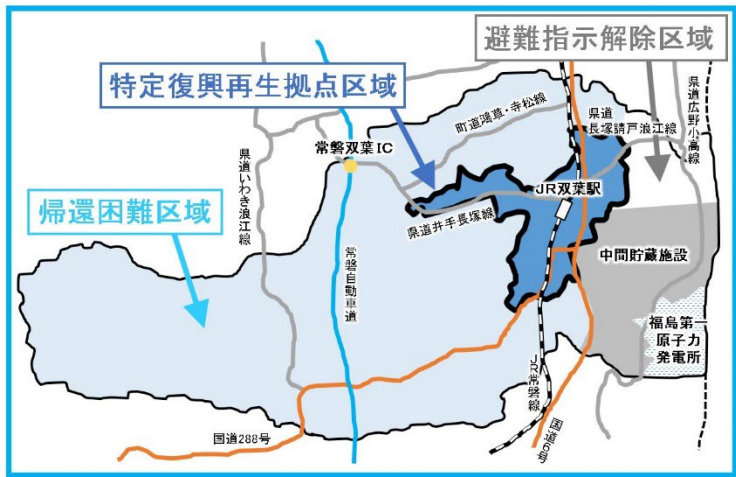 避難指示解除区域
特定復興再生拠点区域
県道広野小高線
町道鴻草・寺松線
県道
長塚請戸浪江線
常磐双葉IC
県道いわき浪江線
JR双葉駅
帰還困難区域
県道井手長塚線
中間貯蔵施設
常磐自動車道
福島第一
原子力
発電所
JR常磐線
国道288号
国道6号